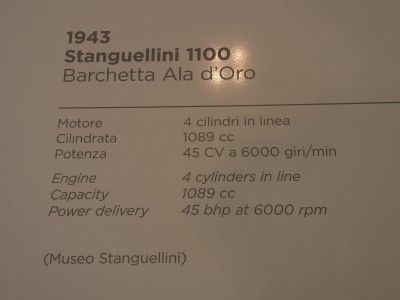 1943
Stanguellini 1100
Barchetta Ala d'Oro
Motore 4 cilindri in linea
Cilindrata 1089 cc
Potenza 45 CV a 6000 giri/min
Engine 4 cylinders in line
Capacity 1089 cc
Power delivery 45 bhp at 6000 rpm
(Museo Stanguellini)